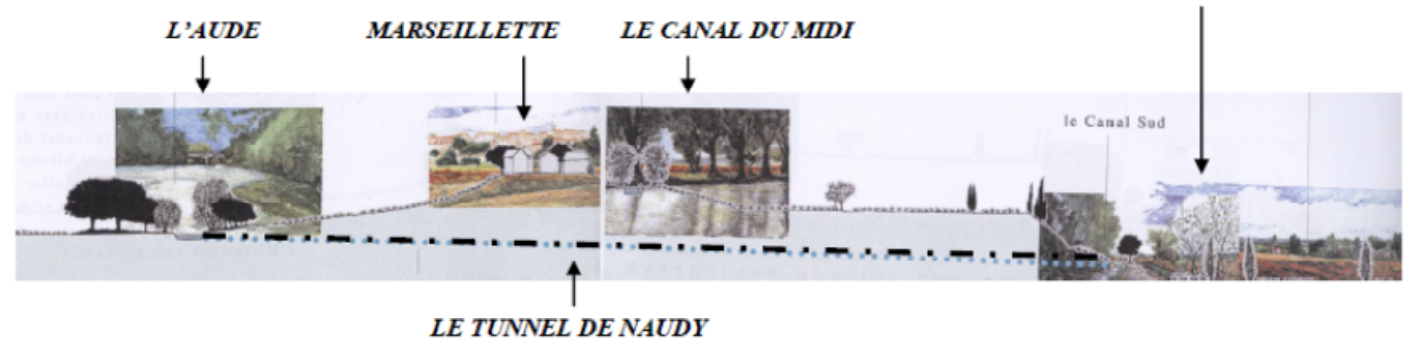 L'AUDE
MARSEILLETTE
LE CANAL DU MIDI
le Canal Sud
LE TUNNEL DE NAUDY